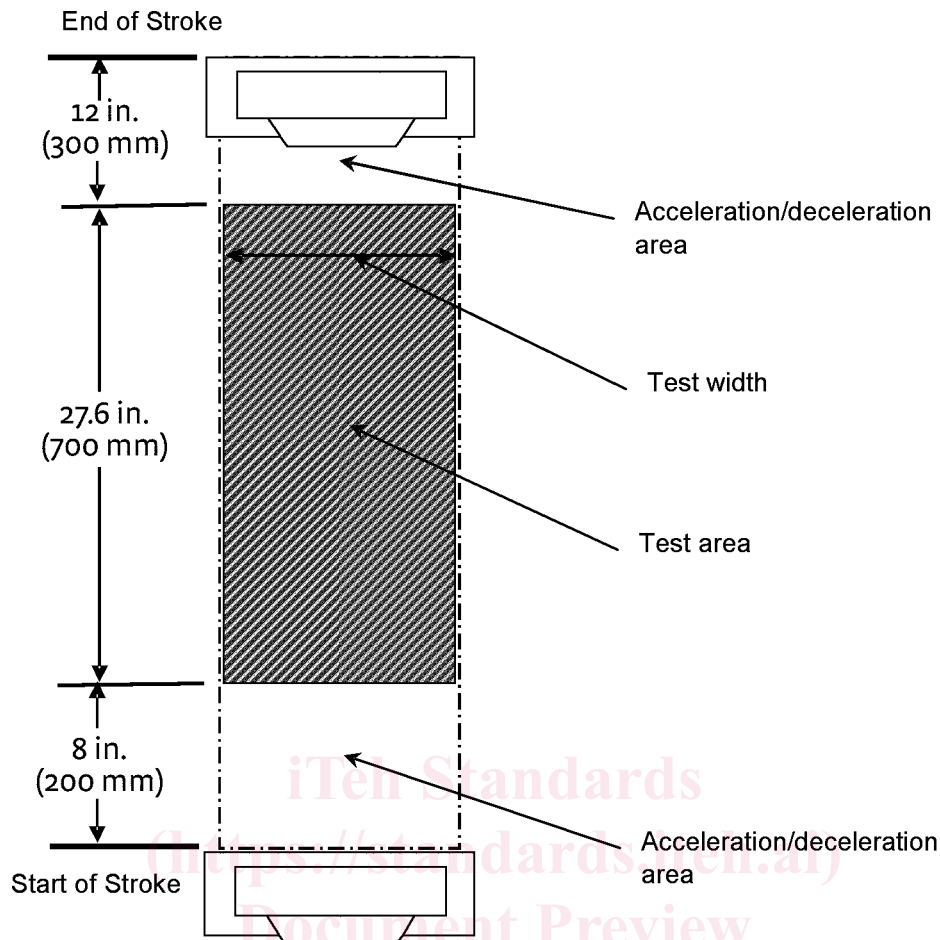 End of Stroke
12 in.
(300 mm)
Acceleration/deceleration
area
Test width
27.6 in.
(700 mm)
Test area
8 in.
(200 mm)
iTeh Standards
(https://standards.iteh.ai)
Acceleration/deceleration
area
Start of Stroke
Document Preview